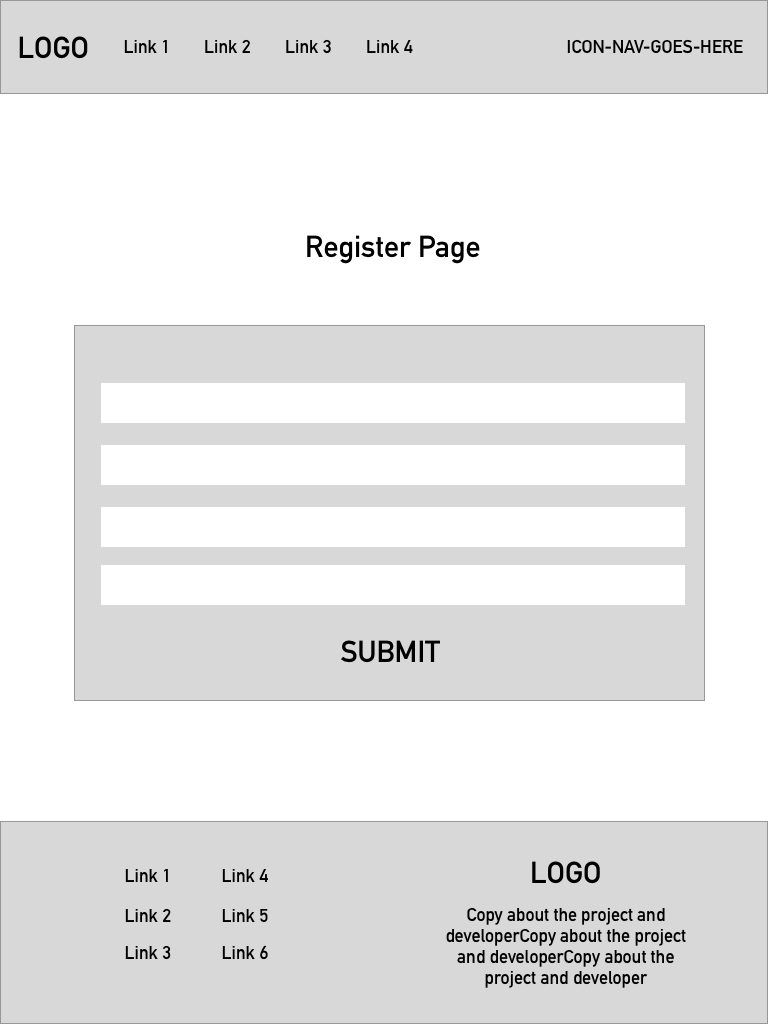 LOGO Link 1 Link 2 Link 3 Link 4 ICON-NAV-GOES-HERE
Register Page
SUBMIT
Link 1 Link 4
Link 2 Link 5
Link 3 Link 6
LOGO
Copy about the project and
developerCopy about the project
and developerCopy about the
project and developer